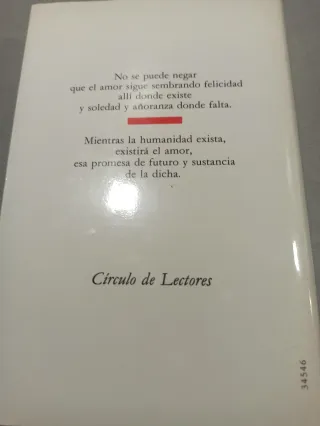 No se puede negar
que el amor sigue sembrando felicidad
allí donde existe
y soledad y añoranza donde falta.
Mientras la humanidad exista,
existirá el amor,
esa promesa de futuro y sustancia
de la dicha.
Círculo de Lectores
34546